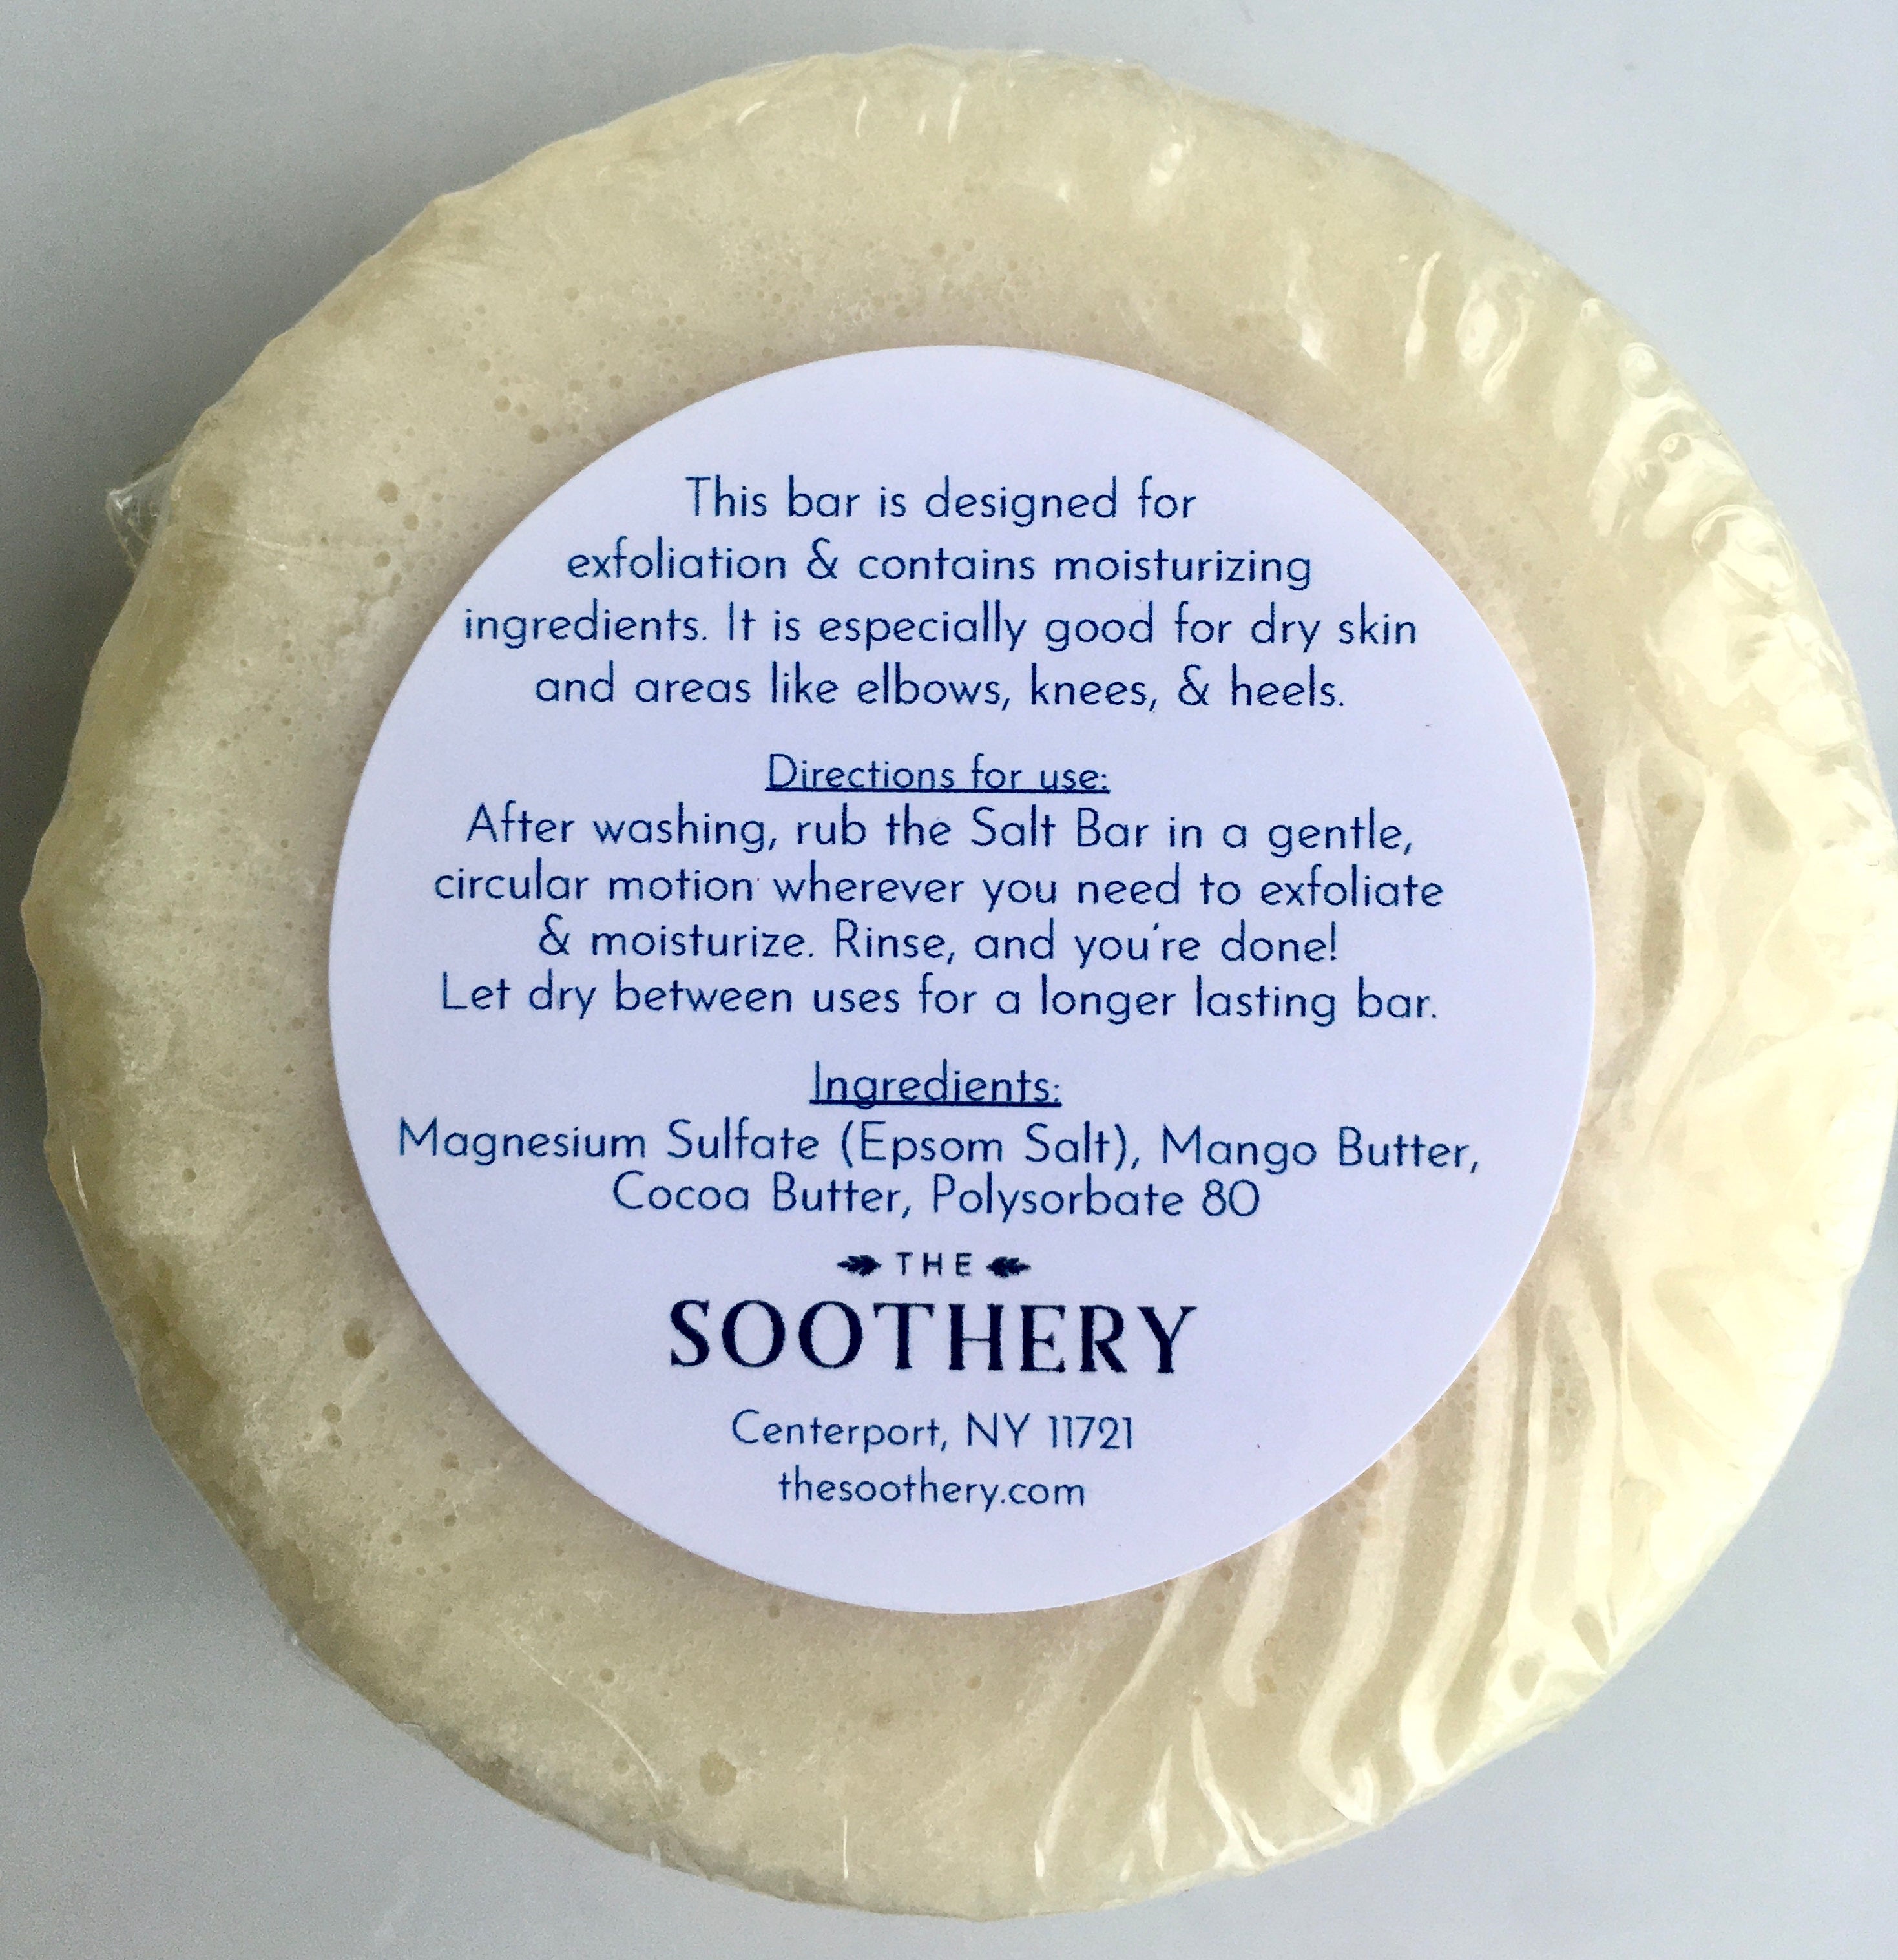 This bar is designed for
exfoliation & contains moisturizing
ingredients. It is especially good for dry skin
and areas like elbows, knees, & heels.
Directions for use:
After washing, rub the Salt Bar in a gentle,
circular motion wherever you need to exfoliate
& moisturize. Rinse, and you're done!
Let dry between uses for a longer lasting bar.
Ingredients:
Magnesium Sulfate (Epsom Salt), Mango Butter,
Cocoa Butter, Polysorbate 80
THE
SOOTHERY
Centerport, NY 11721
thesoothery.com